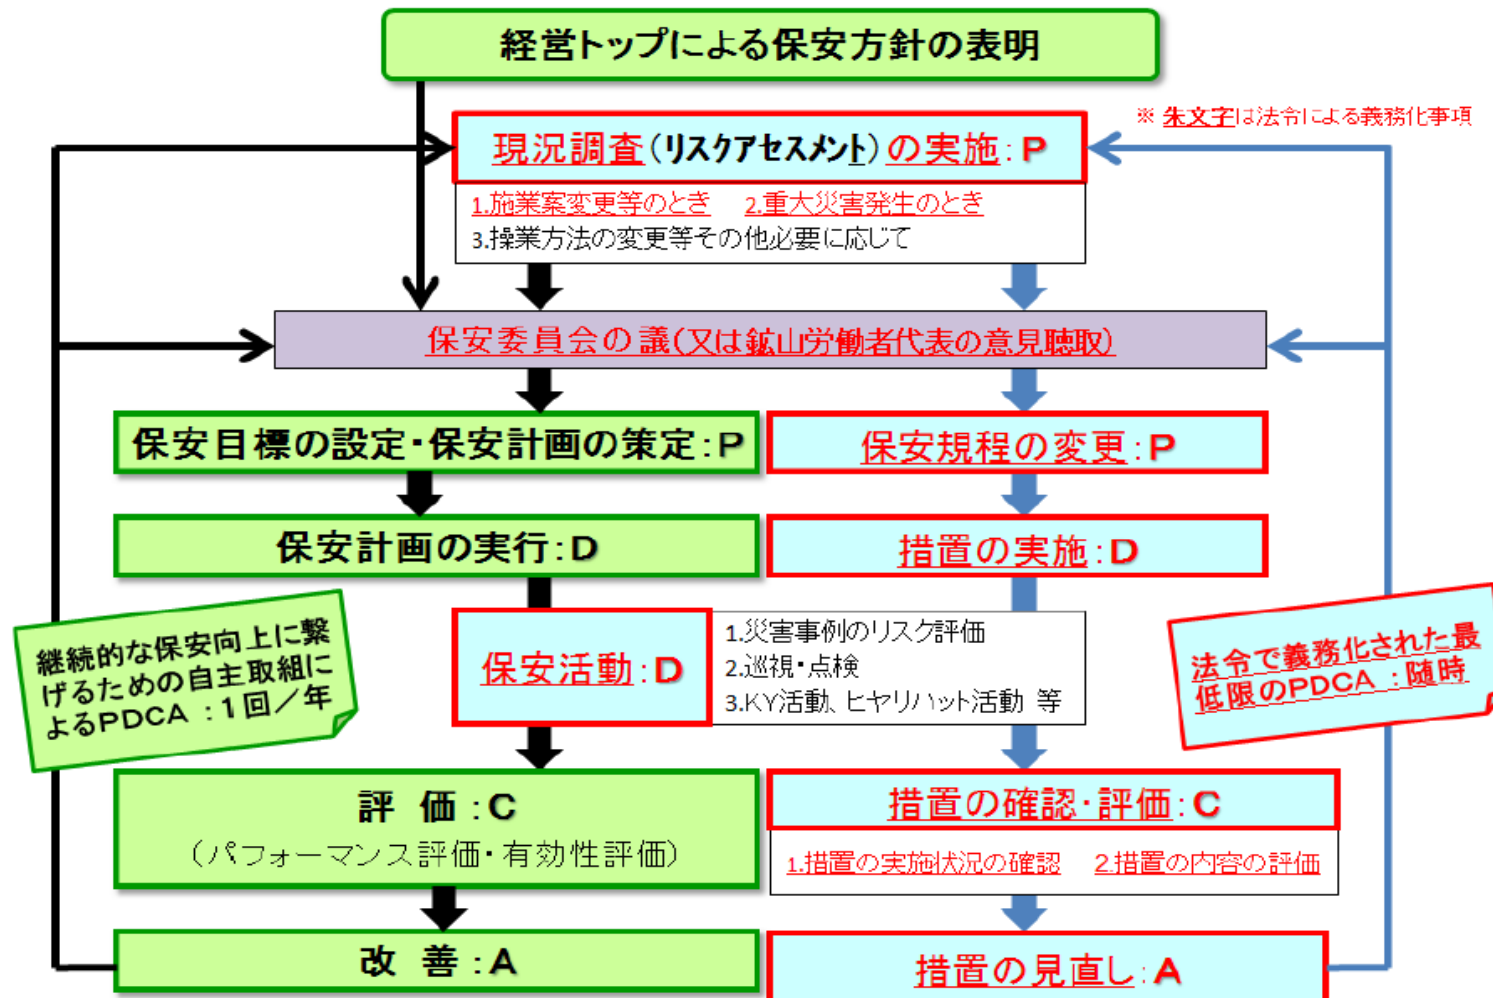 経営トップによる保安方針の表明
※ 朱文字は法令による義務化事項
現況調査(リスクアセスメント)の実施:P
1.施業案変更等のとき 2.重大災害発生のとき
3.操業方法の変更等その他必要に応じて
保安委員会の議(又は鉱山労働者代表の意見聴取)
保安目標の設定・保安計画の策定:P
保安規程の変更:P
保安計画の実行:D
措置の実施:D
保安活動:D
1.災害事例のリスク評価
2.巡視・点検
3.KY活動、ヒヤリハット活動 等
継続的な保安向上に繋
げるための自主取組に
よるPDCA :1回/年
法令で義務化された最
低限のPDCA :随時
評 価:C
(パフォーマンス評価・有効性評価)
措置の確認・評価:C
1.措置の実施状況の確認 2.措置の内容の評価
改 善:A
措置の見直し:A